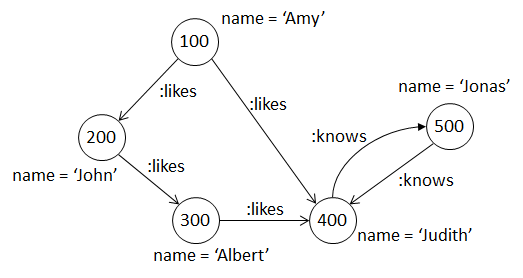 name = ‘Amy’
100
:likes
:likes
name = ‘Jonas’
500
200
:knows
name = ‘John’
:likes
:knows
300
:likes
400
name = ‘Judith’
name = ‘Albert’